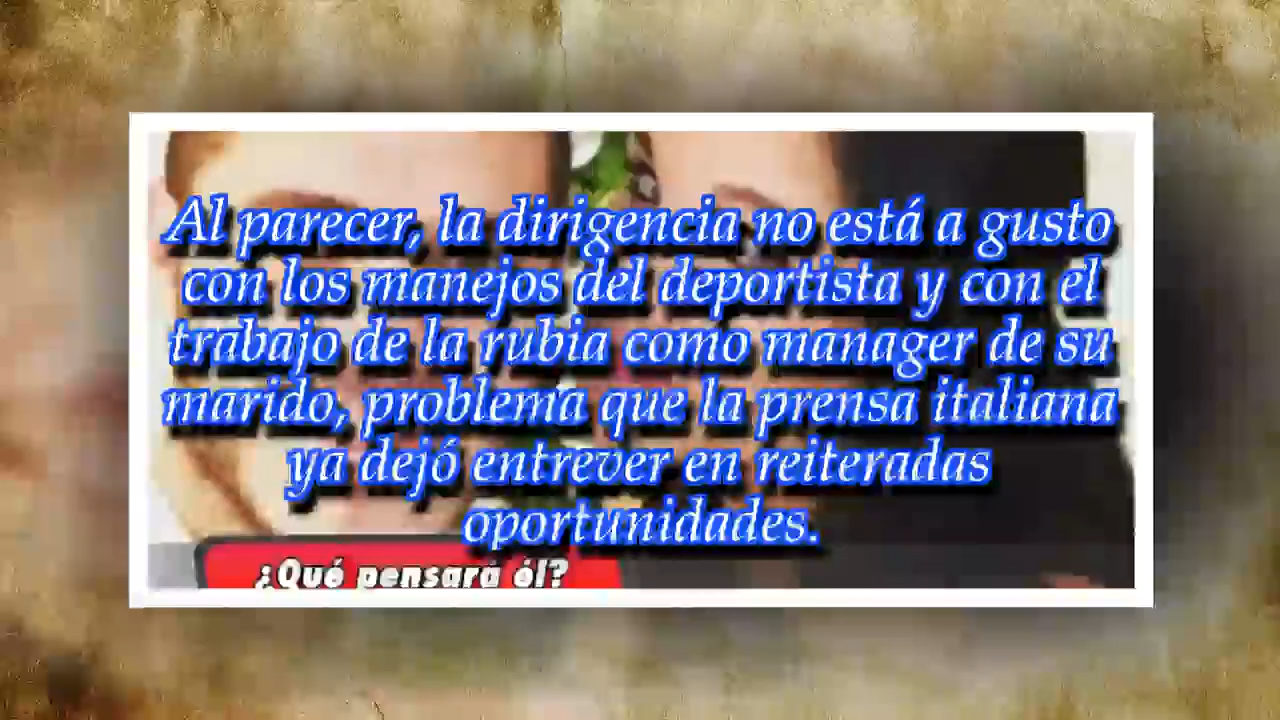 Al parecer, la dirigencia no está a gusto
con los manejos del deportista y con el
trabajo de la rubia como manager de su
marido, problema que la prensa italiana
ya dejó entrever en reiteradas
oportunidades.
¿Qué pensará él?